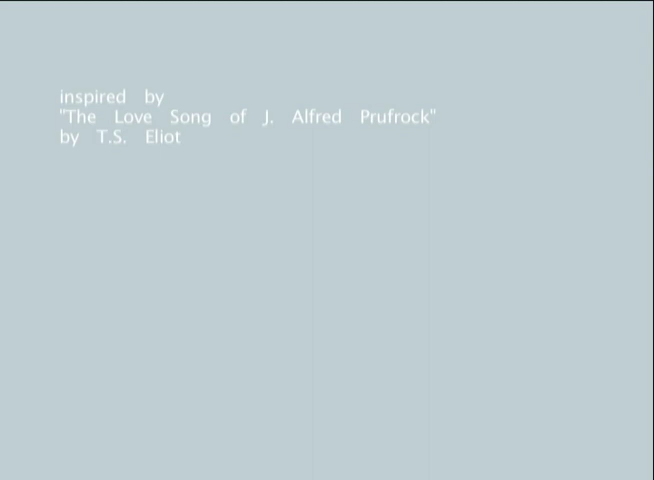 inspired by
"The Love Song of J. Alfred Prufrock"
by T.S. Eliot